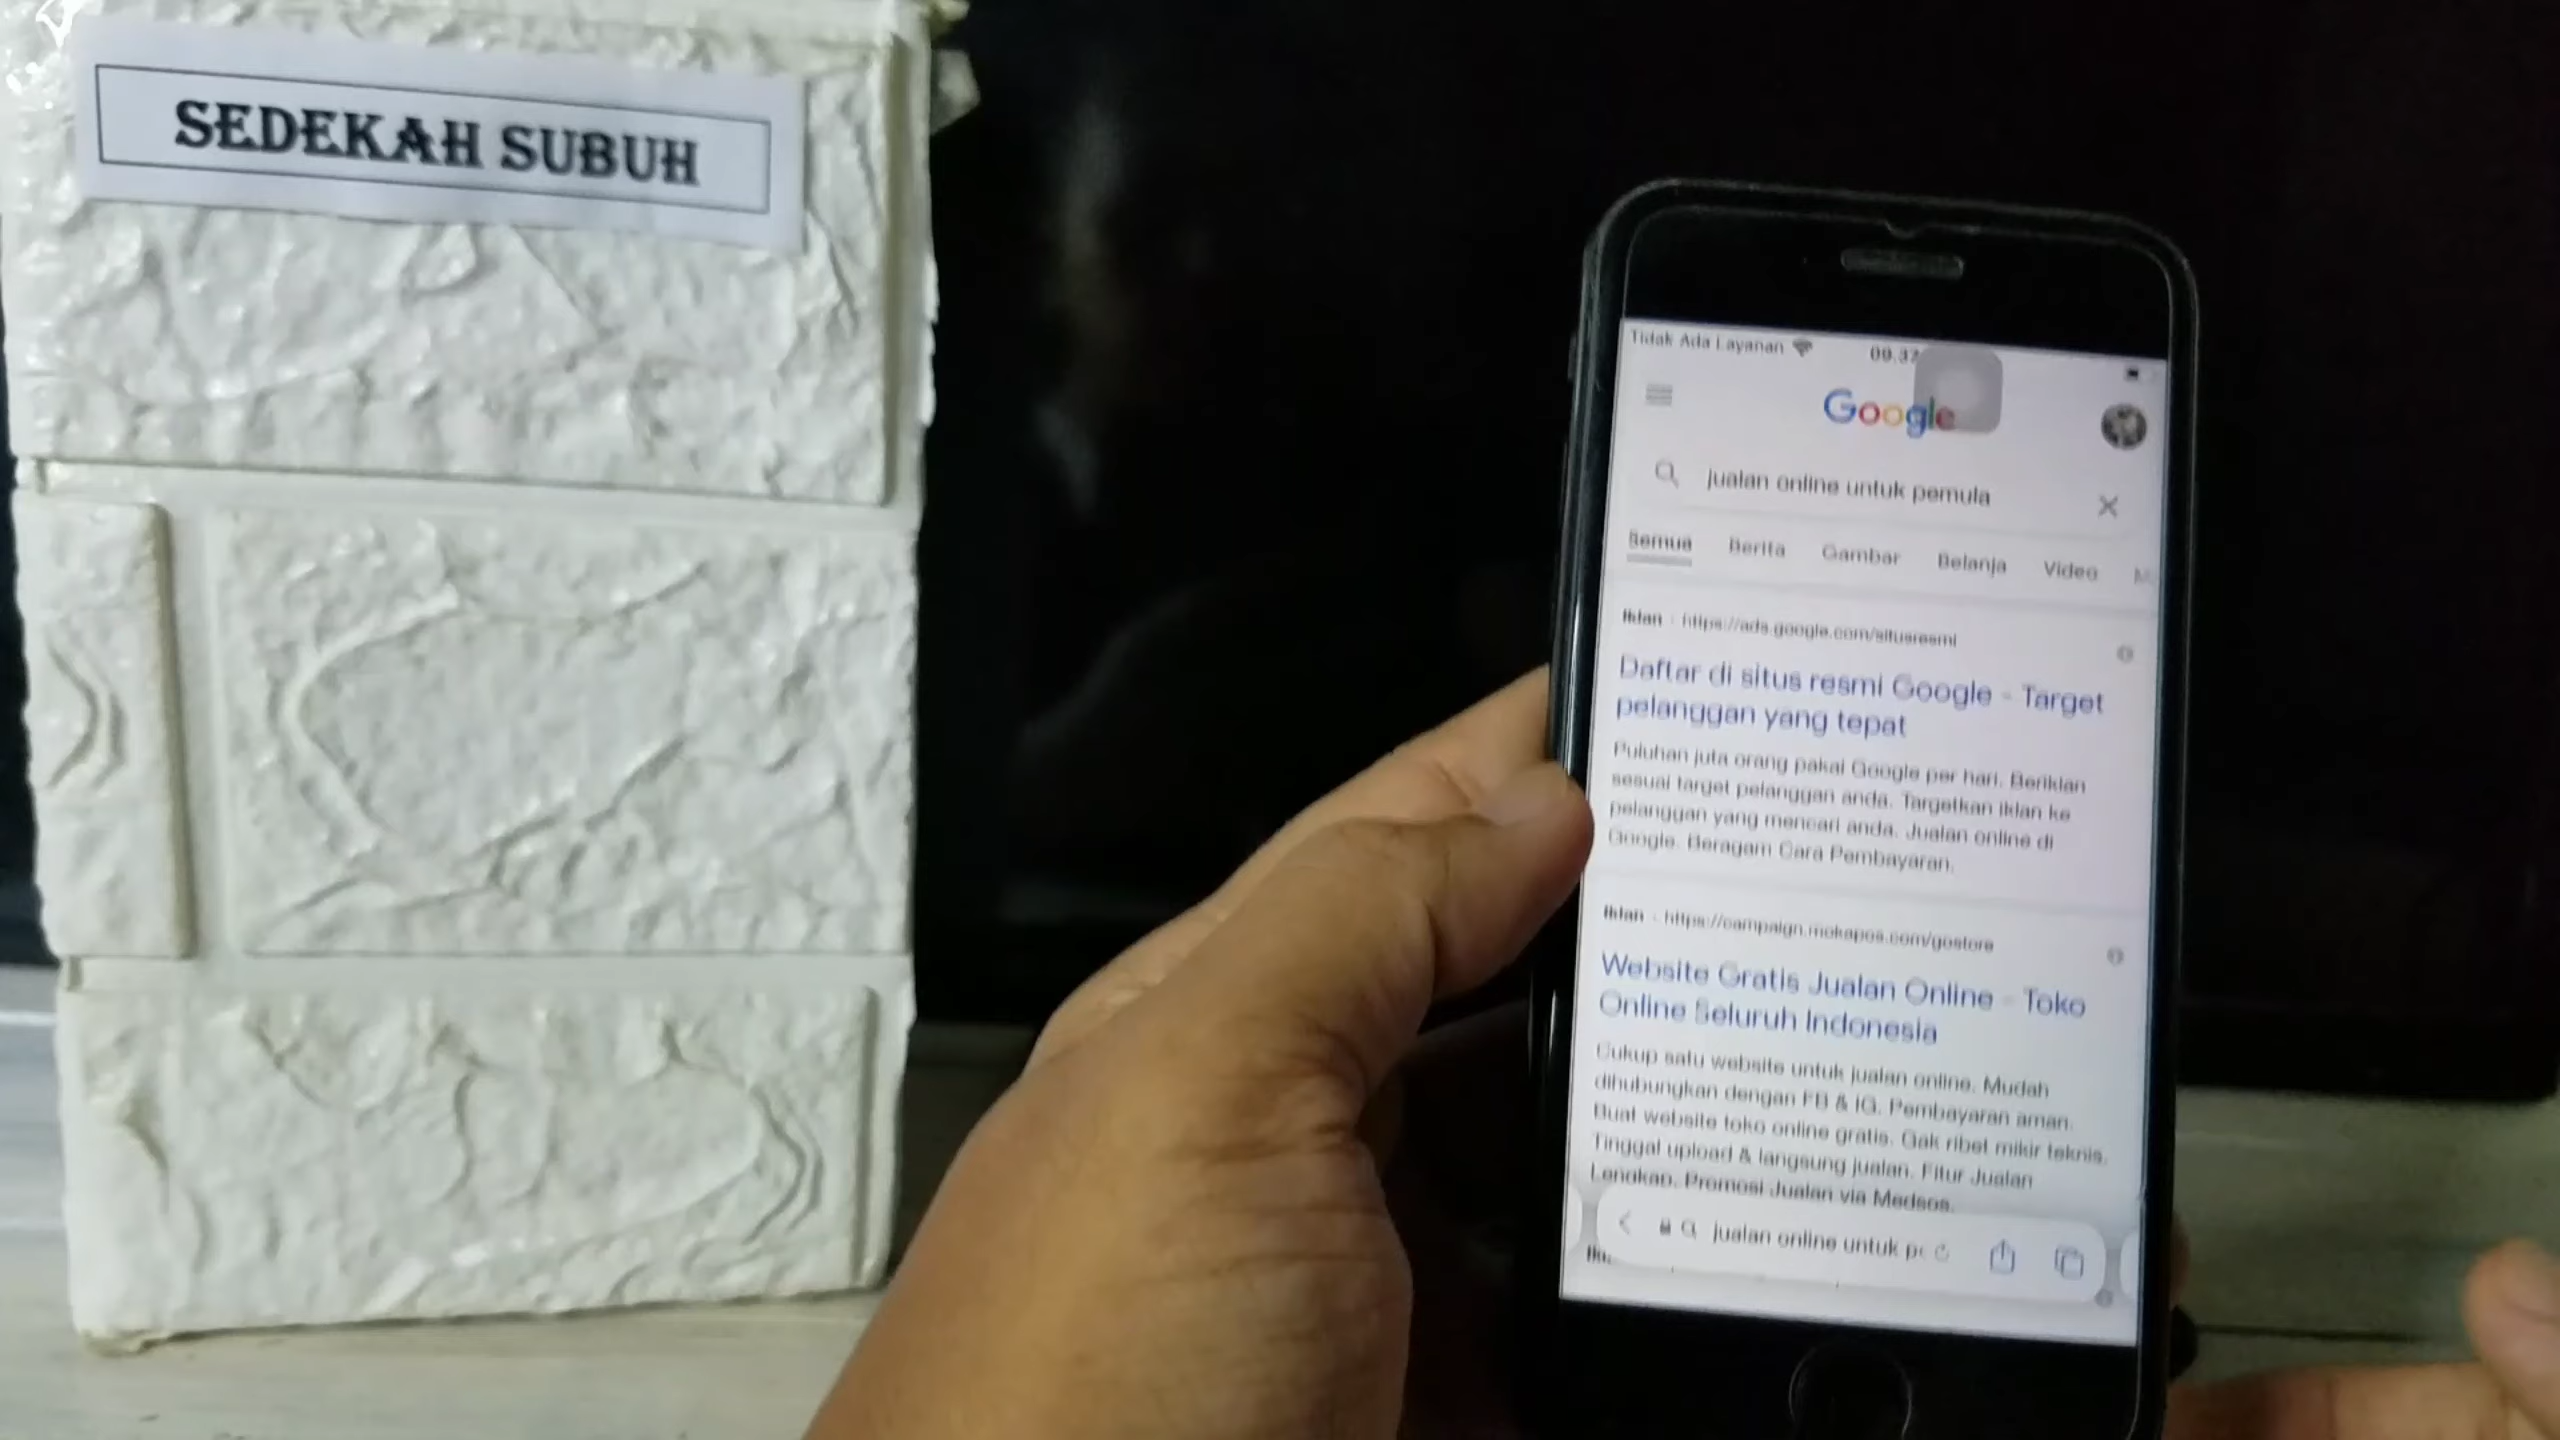 SEDEKAH SUBUH
Tidak Ada Layanan
09.37
Google
jualan online untuk pemula
Semua Berita Gambar Belanja Video
Iklan · https://ads.google.com/situsresmi
Daftar di situs resmi Google - Target
pelanggan yang tepat
Puluhan juta orang pakai Google per hari. Beriklan
sesuai target pelanggan anda. Targetkan iklan ke
pelanggan yang mencari anda. Jualan online di
Google. Beragam Cara Pembayaran.
Iklan · https://campaign.mokapos.com/gostore
Website Gratis Jualan Online - Toko
Online Seluruh Indonesia
Cukup satu website untuk jualan online. Mudah
dihubungkan dengan FB & IG. Pembayaran aman.
Buat website toko online gratis. Gak ribet mikir teknis.
Tinggal upload & langsung jualan. Fitur Jualan
Lengkap. Promosi Jualan via Medsos.
jualan online untuk pe